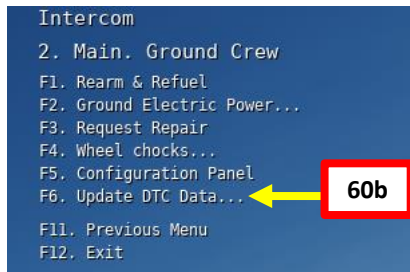 Intercom
2. Main. Ground Crew
F1. Rearm & Refuel
F2. Ground Electric Power...
F3. Request Repair
F4. Wheel chocks...
F5. Configuration Panel
F6. Update DTC Data...
60b
F11. Previous Menu
F12. Exit